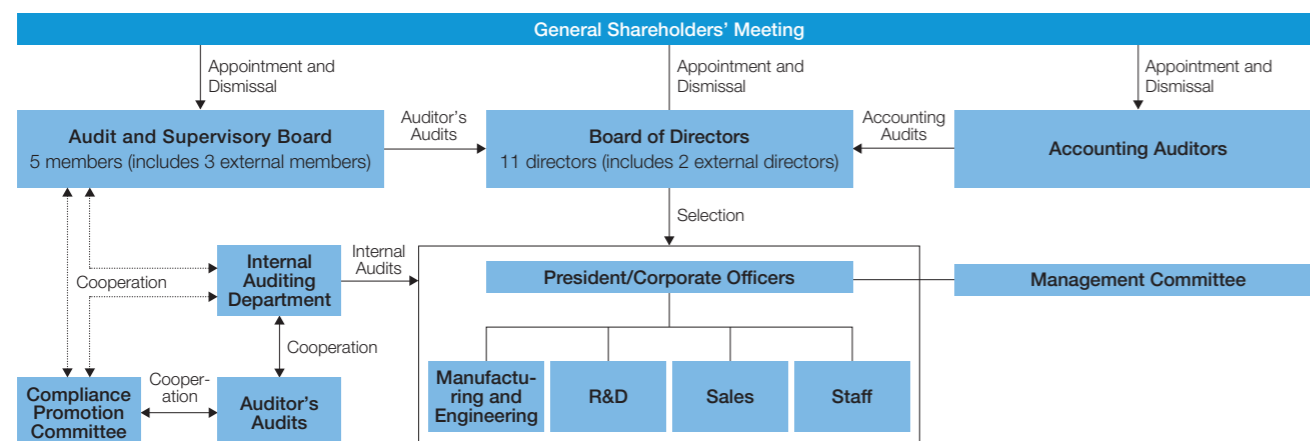 General Shareholders' Meeting
Appointment and
Dismissal
Appointment and
Dismissal
Appointment and
Dismissal
Audit and Supervisory Board
5 members (includes 3 external members)
Auditor's
Audits
Board of Directors
11 directors (includes 2 external directors)
Accounting
Audits
Accounting Auditors
Selection
Cooperation
Internal
Auditing
Department
Internal
Audits
President/Corporate Officers
Management Committee
Cooperation
Compliance
Promotion
Committee
Cooper-
ation
Auditor's
Audits
Manufactu-
ring and
Engineering
R&D
Sales
Staff